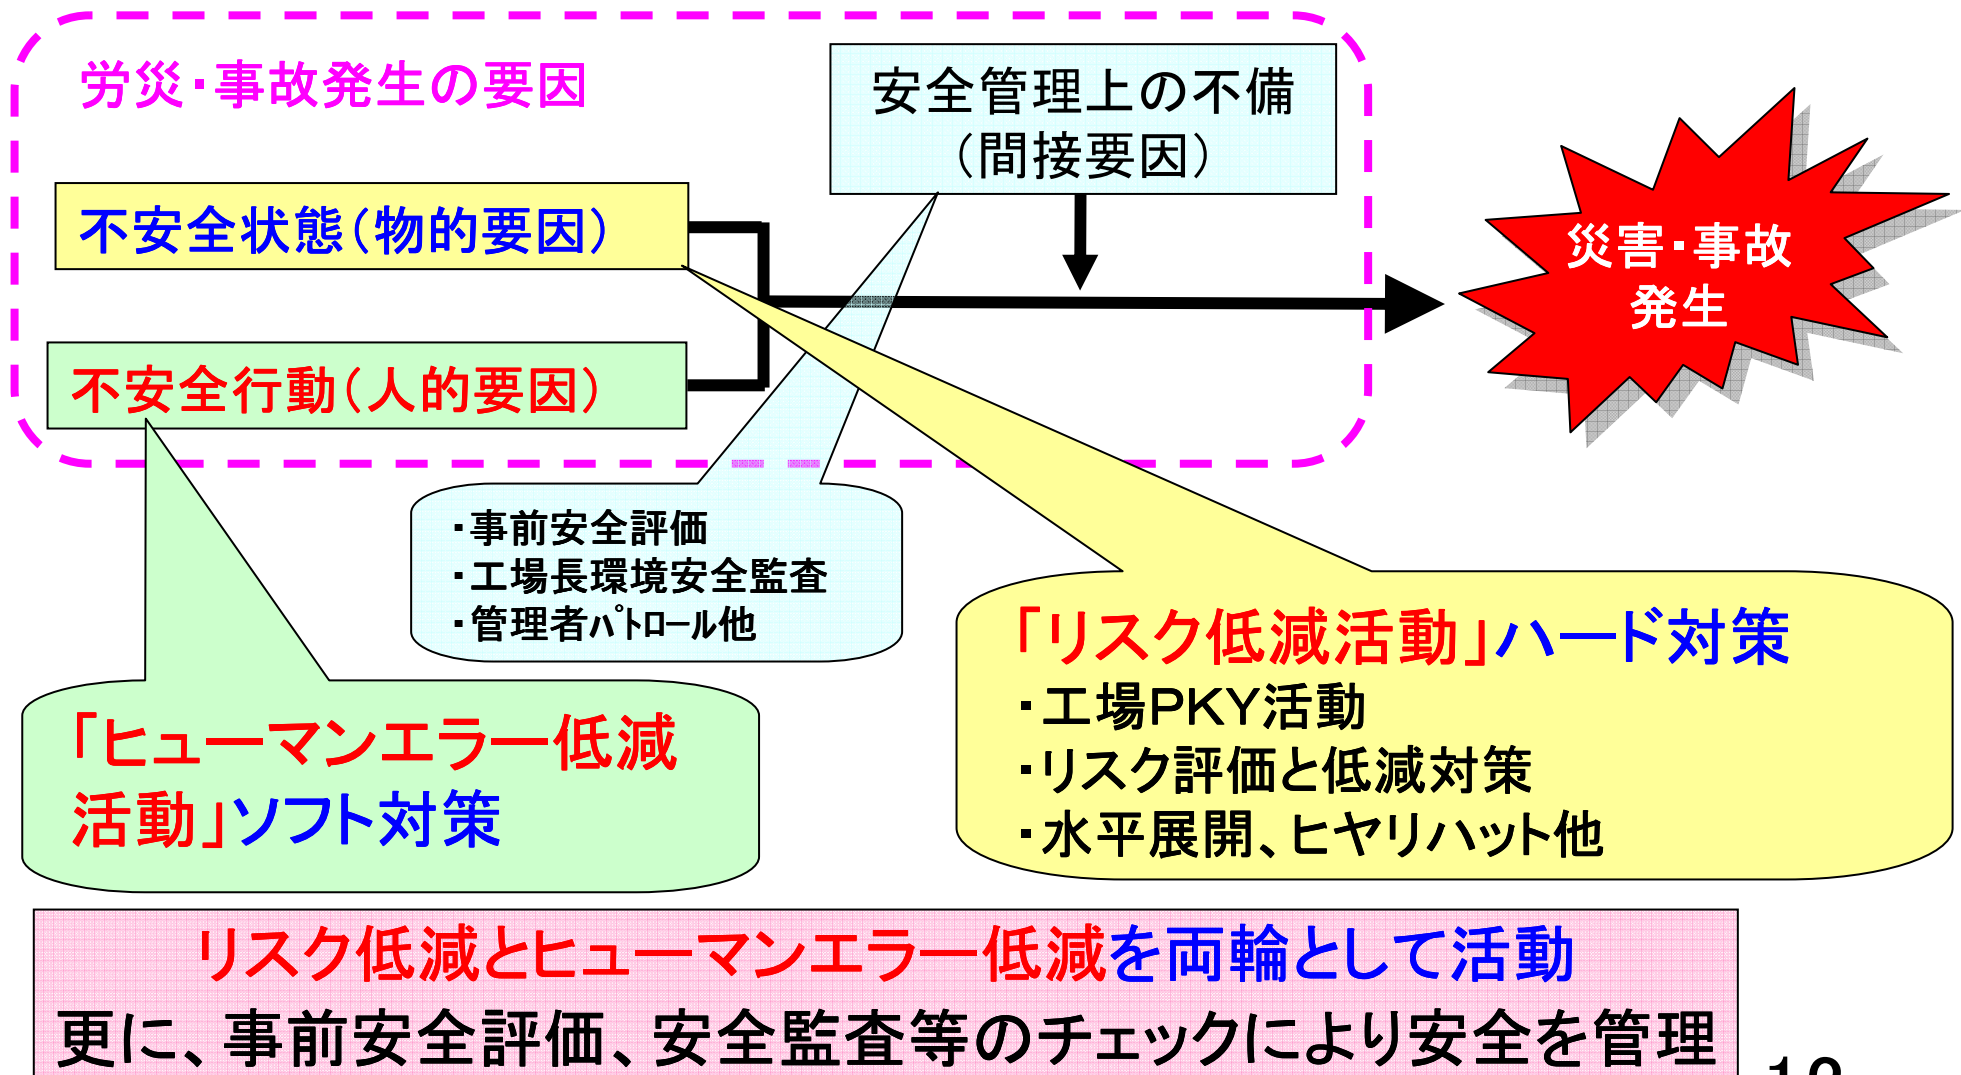 労災・事故発生の要因
安全管理上の不備
（間接要因）
不安全状態（物的要因）
災害・事故
発生
不安全行動（人的要因）
・事前安全評価
・工場長環境安全監査
・管理者ﾊﾟﾄﾛｰﾙ他
「リスク低減活動」ハード対策
・工場PKY活動
・リスク評価と低減対策
・水平展開、ヒヤリハット他
「ヒューマンエラー低減
活動」ソフト対策
リスク低減とヒューマンエラー低減を両輪として活動
更に、事前安全評価、安全監査等のチェックにより安全を管理